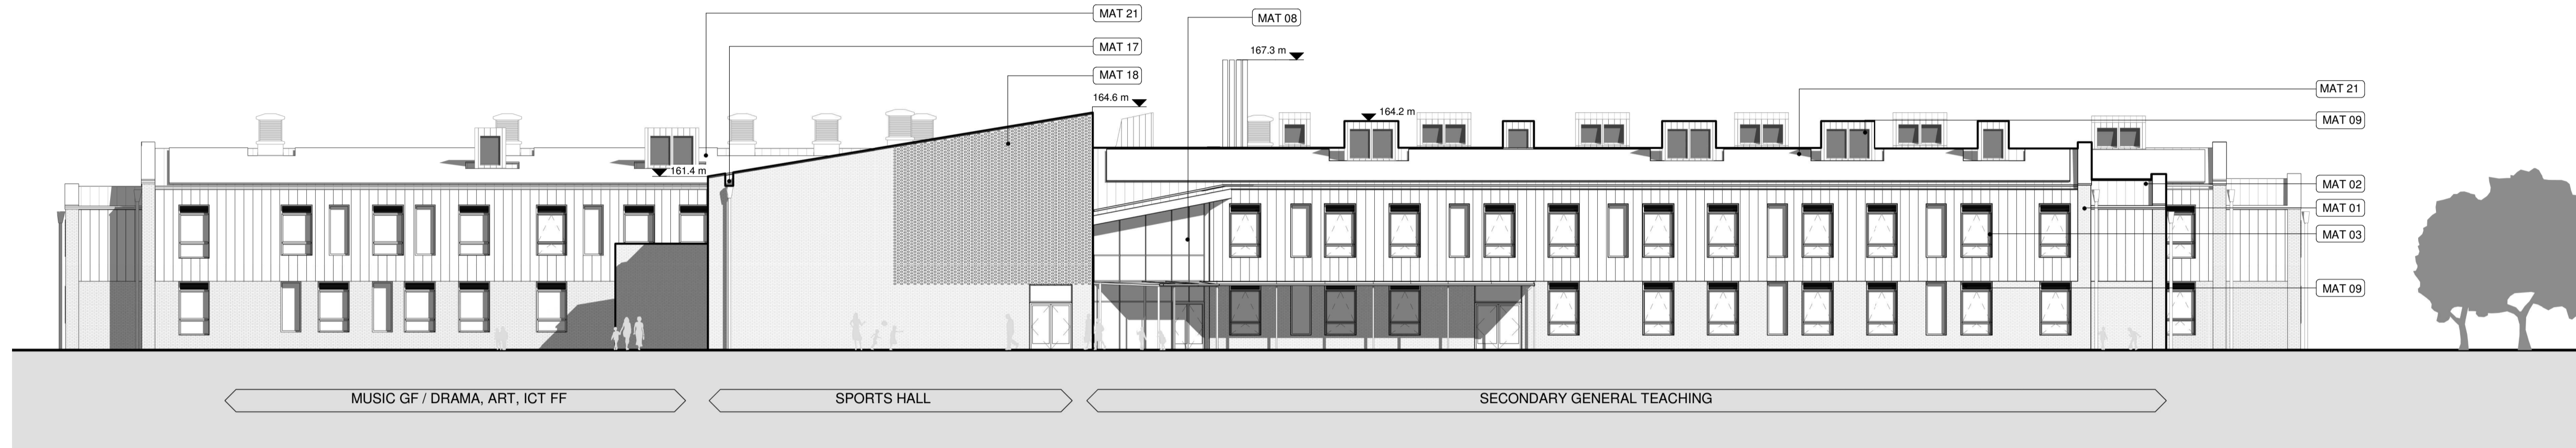 MAT 21
MAT 08
MAT 17
167.3 m
MAT 18
MAT 21
164.6 m
164.2 m
MAT 09
161.4 m
MAT 02
MAT 01
MAT 03
MAT 09
MUSIC GF / DRAMA, ART, ICT FF
SPORTS HALL
SECONDARY GENERAL TEACHING